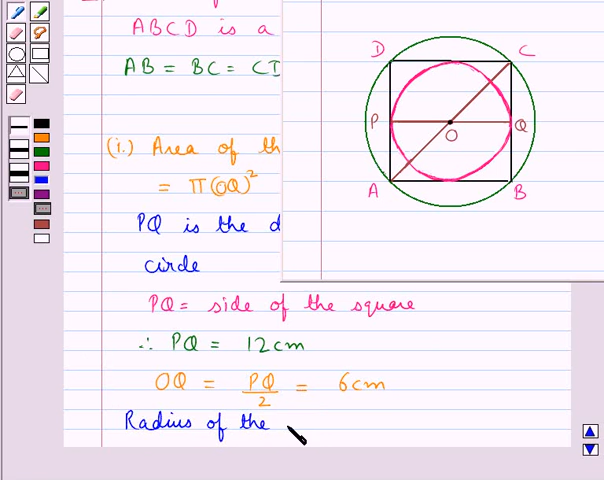 ABCD is a
AB = BC = CD
(i.) Area of th
= π(OQ)²
PQ is the d
circle
PQ = side of the square
∴ PQ = 12cm
OQ = PQ/2 = 6cm
Radius of the
D C
P O Q
A B